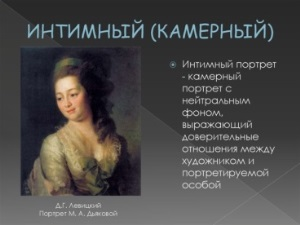 ИНТИМНЫЙ (КАМЕРНЫЙ)
Интимный портрет
- камерный
портрет с
нейтральным
фоном,
выражающий
доверительные
отношения между
художником и
портретируемой
особой
Д.Г. Левицкий
Портрет М. А. Дьяковой